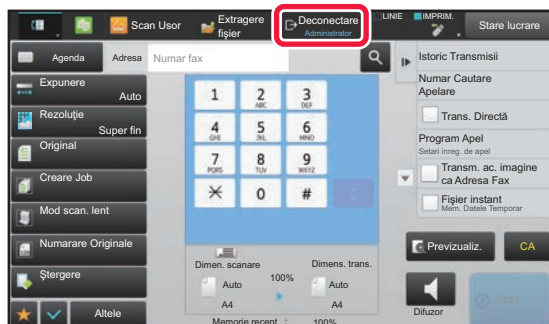 Scan Usor
Extragere
fișier
Deconectare
Administrator
LINIE
IMPRIM.
Stare lucrare
Agenda
Adresa
Numar fax
Istoric Transmisii
Expunere
Auto
Numar Cautare
Apelare
1
2
ABC
3
DEF
Trans. Directă
Rezoluție
Super fin
4
GHI
5
JKL
6
MNO
Program Apel
Setari inreg. de apel
Original
7
PQRS
8
TUV
9
WXYZ
Transm. ac. imagine
ca Adresa Fax
Creare Job
0
#
C
Fișier instant
Mem. Datele Temporar
Mod scan. lent
Numarare Originale
Previzualiz.
CA
Dimen. scanare
Dimens. trans.
Ștergere
Auto
100%
Auto
A4
A4
Start
Altele
Difuzor
Memorie recept.
100%